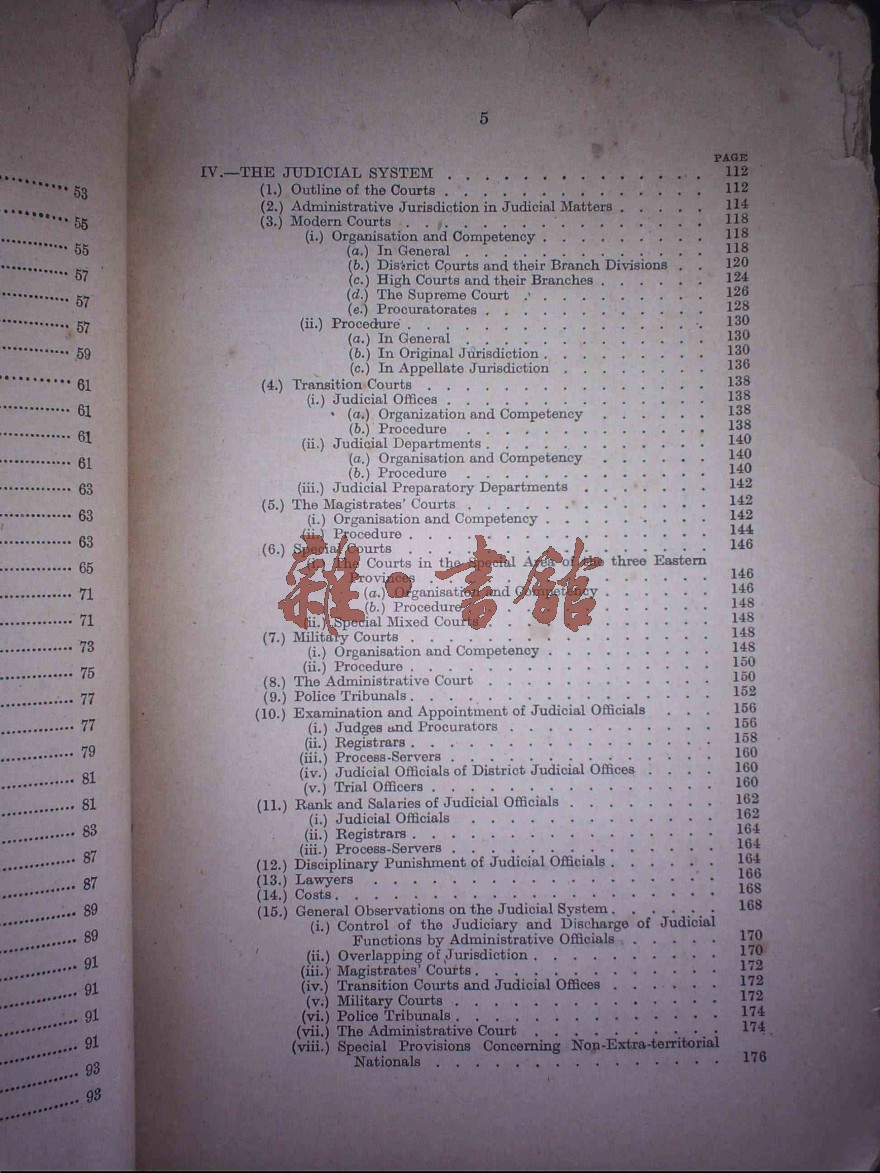 53
55
55
57
57
57
59
61
61
61
61
63
63
63
65
71
71
73
75
77
77
79
81
81
83
87
87
89
89
91
91
91
91
93
93
5
PAGE
IV.—THE JUDICIAL SYSTEM . . . . . . . . . . . . . . 112
(1.) Outline of the Courts . . . . . . . . . . . . . . 112
(2.) Administrative Jurisdiction in Judicial Matters . . . . . 114
(3.) Modern Courts . . . . . . . . . . . . . . . 118
(i.) Organisation and Competency . . . . . . . . . 118
(a.) In General . . . . . . . . . . . . . 118
(b.) District Courts and their Branch Divisions . . 120
(c.) High Courts and their Branches . . . . . . 124
(d.) The Supreme Court . . . . . . . . . . 126
(e.) Procuratorates . . . . . . . . . . . . 128
(ii.) Procedure . . . . . . . . . . . . . . . . 130
(a.) In General . . . . . . . . . . . . . 130
(b.) In Original Jurisdiction . . . . . . . . . 130
(c.) In Appellate Jurisdiction . . . . . . . . 136
(4.) Transition Courts . . . . . . . . . . . . . . . 138
(i.) Judicial Offices . . . . . . . . . . . . . . 138
(a.) Organization and Competency . . . . . . 138
(b.) Procedure . . . . . . . . . . . . . 138
(ii.) Judicial Departments . . . . . . . . . . . . 140
(a.) Organisation and Competency . . . . . . 140
(b.) Procedure . . . . . . . . . . . . . 140
(iii.) Judicial Preparatory Departments . . . . . . . 142
(5.) The Magistrates' Courts . . . . . . . . . . . . . 142
(i.) Organisation and Competency . . . . . . . . . 142
(ii.) Procedure . . . . . . . . . . . . . . . . 144
(6.) Special Courts . . . . . . . . . . . . . . . . 146
(i.) The Courts in the Special Area of the three Eastern
Provinces . . . . . . . . . . . . . . . 146
(a.) Organisation and Competency . . . . . . 146
(b.) Procedure . . . . . . . . . . . . . 148
(ii.) Special Mixed Courts . . . . . . . . . . . . 148
(7.) Military Courts . . . . . . . . . . . . . . . . 148
(i.) Organisation and Competency . . . . . . . . . 148
(ii.) Procedure . . . . . . . . . . . . . . . . 150
(8.) The Administrative Court . . . . . . . . . . . . 150
(9.) Police Tribunals . . . . . . . . . . . . . . . . 152
(10.) Examination and Appointment of Judicial Officials . . . 156
(i.) Judges and Procurators . . . . . . . . . . . 156
(ii.) Registrars . . . . . . . . . . . . . . . . 158
(iii.) Process-Servers . . . . . . . . . . . . . . 160
(iv.) Judicial Officials of District Judicial Offices . . . . 160
(v.) Trial Officers . . . . . . . . . . . . . . . 160
(11.) Rank and Salaries of Judicial Officials . . . . . . . . 162
(i.) Judicial Officials . . . . . . . . . . . . . 162
(ii.) Registrars . . . . . . . . . . . . . . . . 164
(iii.) Process-Servers . . . . . . . . . . . . . . 164
(12.) Disciplinary Punishment of Judicial Officials . . . . . . 164
(13.) Lawyers . . . . . . . . . . . . . . . . . . 166
(14.) Costs . . . . . . . . . . . . . . . . . . . . 168
(15.) General Observations on the Judicial System . . . . . . 168
(i.) Control of the Judiciary and Discharge of Judicial
Functions by Administrative Officials . . . . . 170
(ii.) Overlapping of Jurisdiction . . . . . . . . . . 170
(iii.) Magistrates' Courts . . . . . . . . . . . . . 172
(iv.) Transition Courts and Judicial Offices . . . . . . 172
(v.) Military Courts . . . . . . . . . . . . . . 172
(vi.) Police Tribunals . . . . . . . . . . . . . . 174
(vii.) The Administrative Court . . . . . . . . . . 174
(viii.) Special Provisions Concerning Non-Extra-territorial
Nationals . . . . . . . . . . . . . . . 176
雜·書館